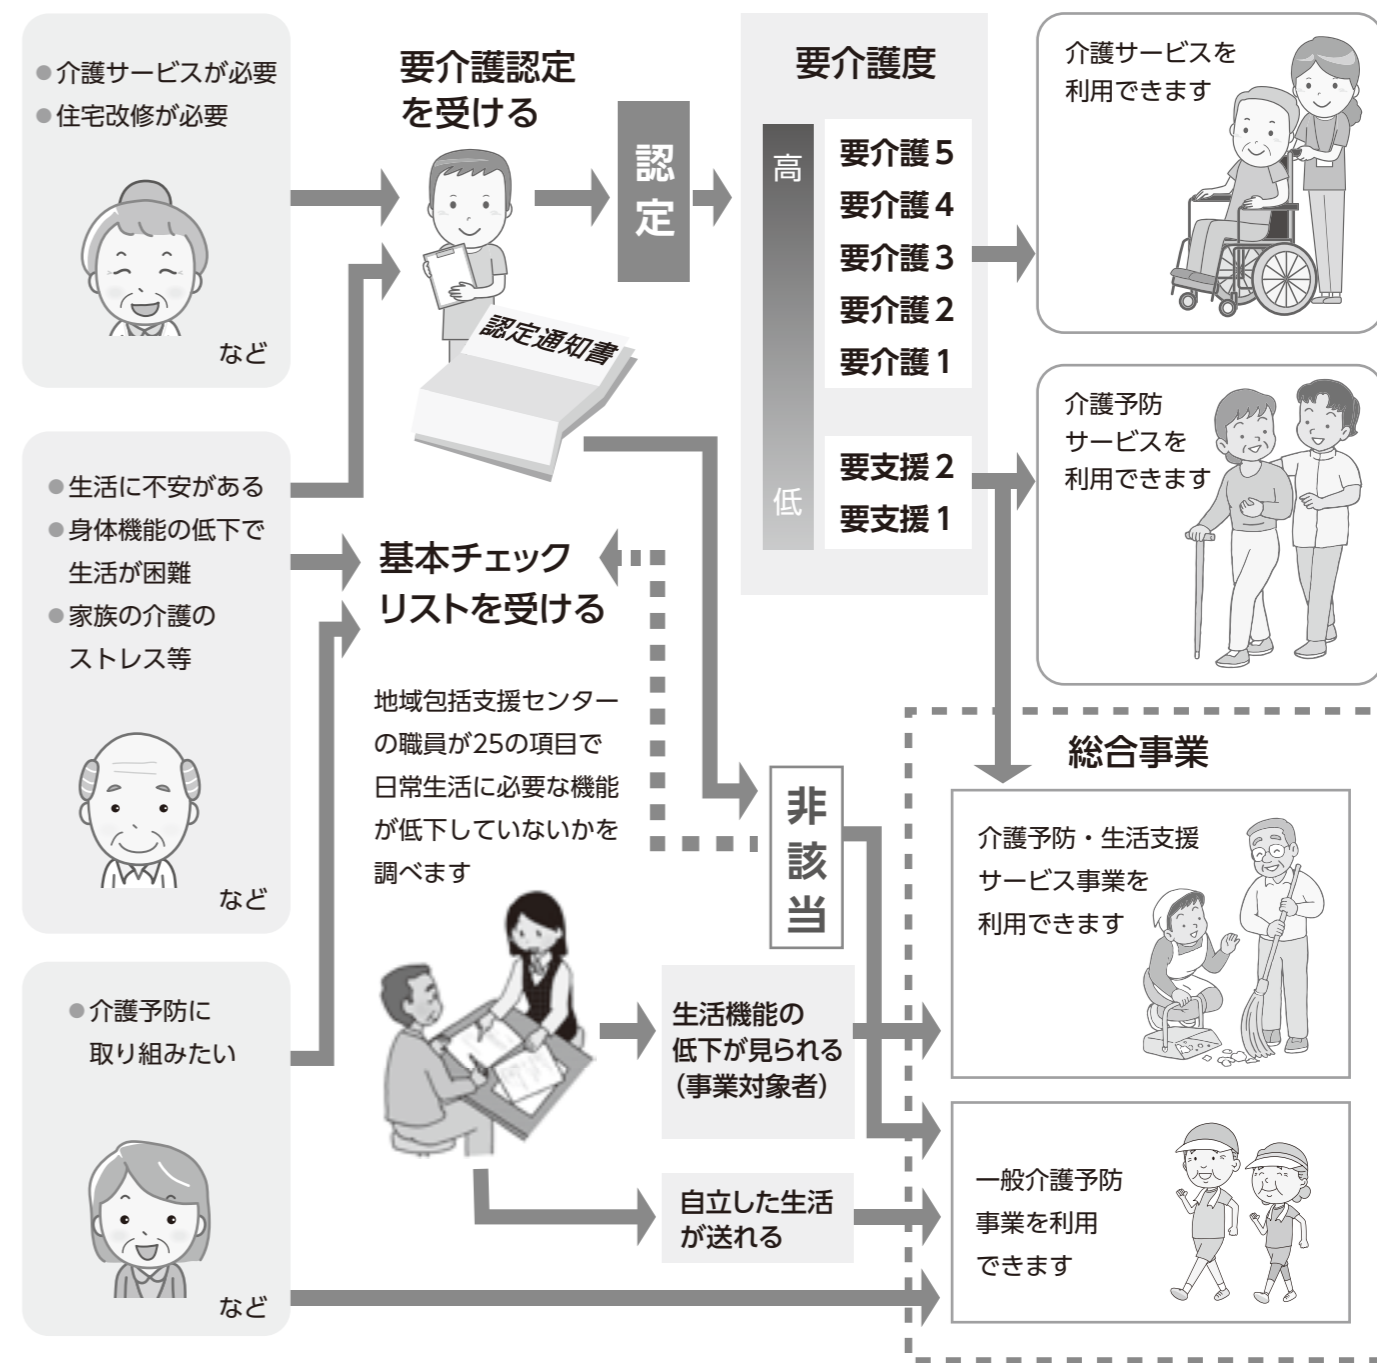 ● 介護サービスが必要
● 住宅改修が必要
など
● 生活に不安がある
● 身体機能の低下で
生活が困難
● 家族の介護の
ストレス等
など
● 介護予防に
取り組みたい
など
要介護認定
を受ける
認定通知書
認定
基本チェック
リストを受ける
地域包括支援センター
の職員が25の項目で
日常生活に必要な機能
が低下していないかを
調べます
非該当
生活機能の
低下が見られる
（事業対象者）
自立した生活
が送れる
要介護度
高
要介護5
要介護4
要介護3
要介護2
要介護1
低
要支援2
要支援1
介護サービスを
利用できます
介護予防
サービスを
利用できます
総合事業
介護予防・生活支援
サービス事業を
利用できます
一般介護予防
事業を利用
できます